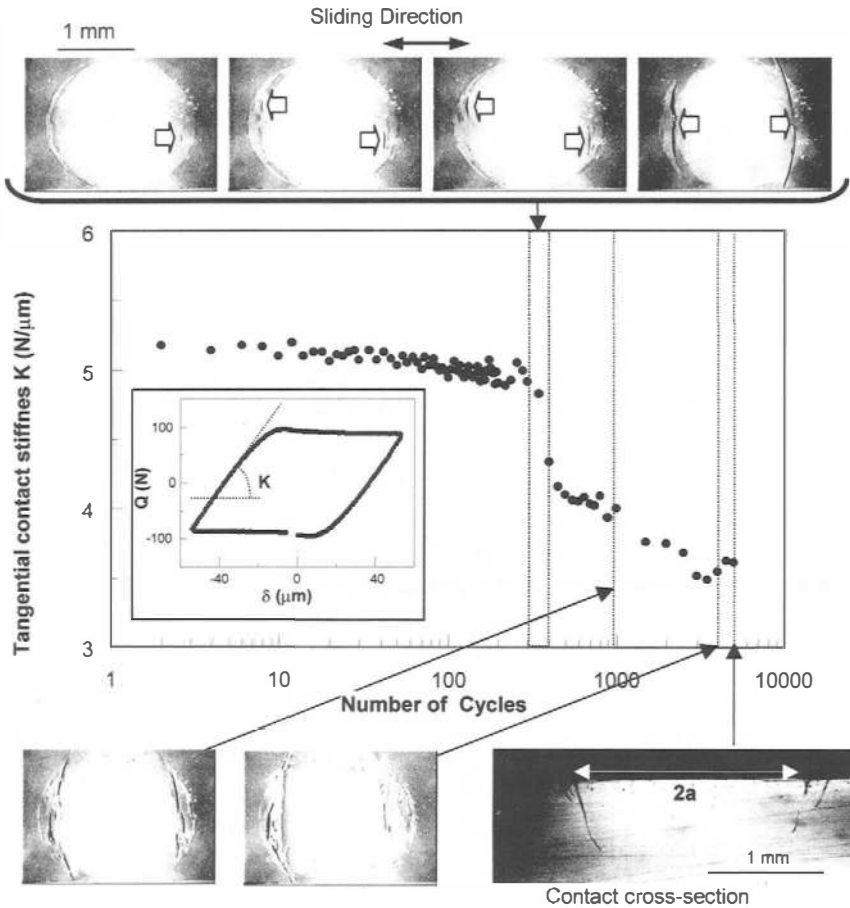 Sliding Direction
1 mm
6
5
4
3
Tangential contact stiffnes K (N/μm)
100
0
-100
Q (N)
K
-40
0
40
δ (μm)
1
10
100
1000
10000
Number of Cycles
2a
1 mm
Contact cross-section